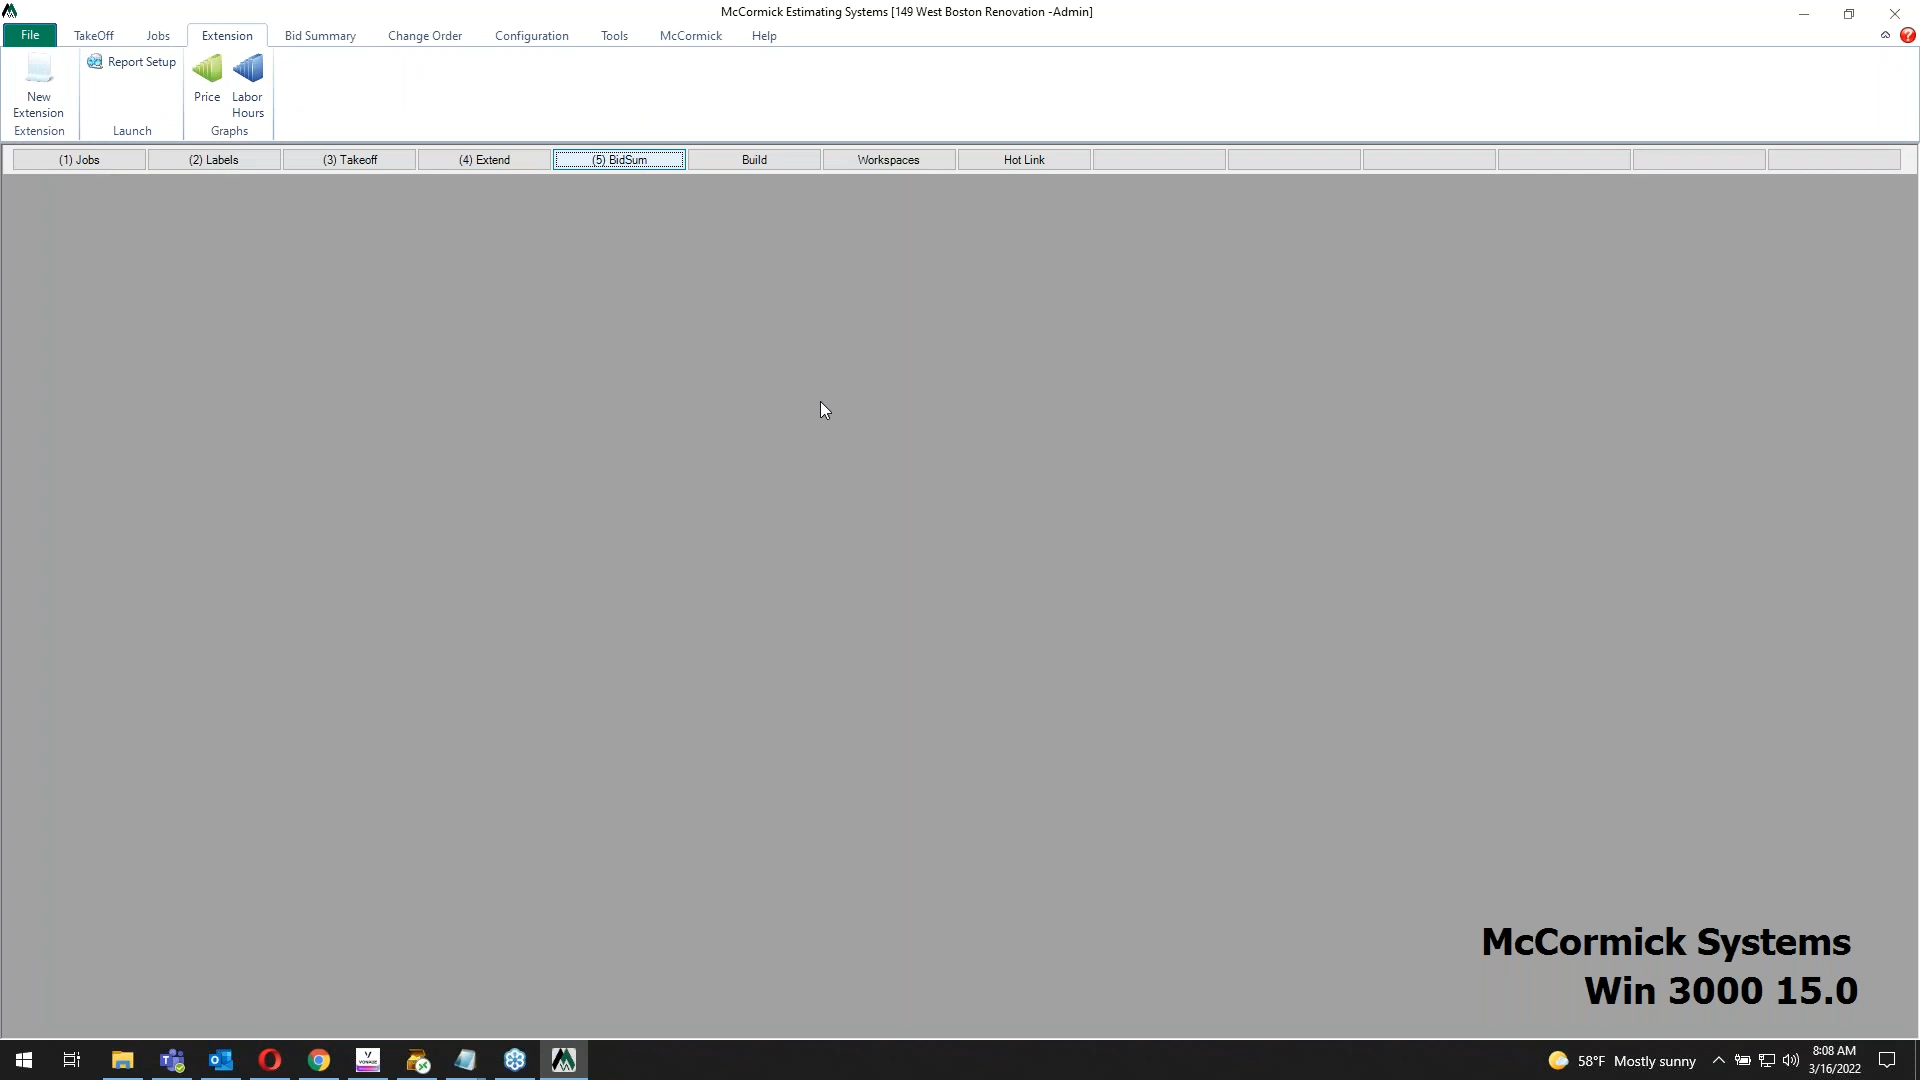 McCormick Estimating Systems [149 West Boston Renovation -Admin]
File TakeOff Jobs Extension Bid Summary Change Order Configuration Tools McCormick Help
Report Setup
New
Extension
Price
Labor
Hours
Extension Launch Graphs
(1) Jobs (2) Labels (3) Takeoff (4) Extend (5) BidSum Build Workspaces Hot Link
McCormick Systems
Win 3000 15.0
58°F Mostly sunny
8:08 AM
3/16/2022